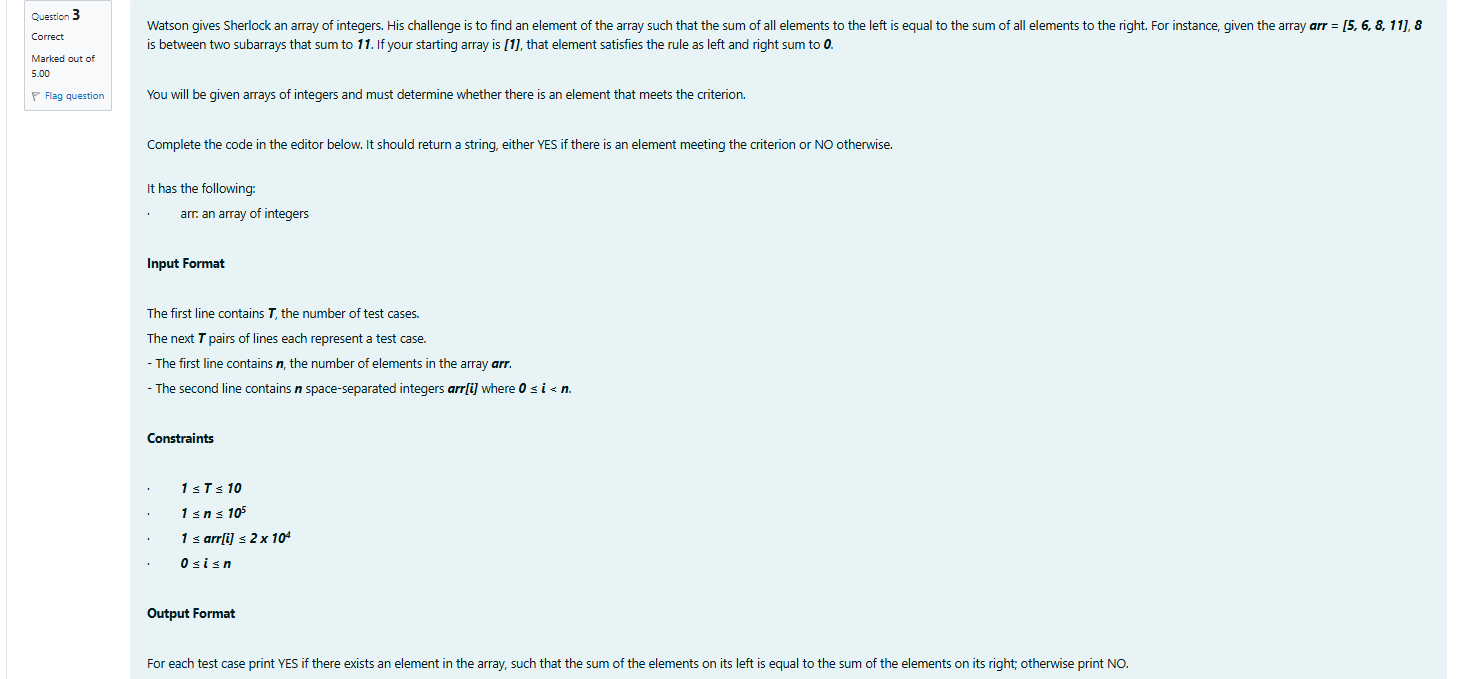 Question 3
Correct
Marked out of
5.00
Flag question
Watson gives Sherlock an array of integers. His challenge is to find an element of the array such that the sum of all elements to the left is equal to the sum of all elements to the right. For instance, given the array arr = [5, 6, 8, 11], 8
is between two subarrays that sum to 11. If your starting array is [1], that element satisfies the rule as left and right sum to 0.
You will be given arrays of integers and must determine whether there is an element that meets the criterion.
Complete the code in the editor below. It should return a string, either YES if there is an element meeting the criterion or NO otherwise.
It has the following:
· arr: an array of integers
Input Format
The first line contains T, the number of test cases.
The next T pairs of lines each represent a test case.
- The first line contains n, the number of elements in the array arr.
- The second line contains n space-separated integers arr[i] where 0 ≤ i < n.
Constraints
· 1 ≤ T ≤ 10
· 1 ≤ n ≤ 10⁵
· 1 ≤ arr[i] ≤ 2 x 10⁴
· 0 ≤ i ≤ n
Output Format
For each test case print YES if there exists an element in the array, such that the sum of the elements on its left is equal to the sum of the elements on its right; otherwise print NO.